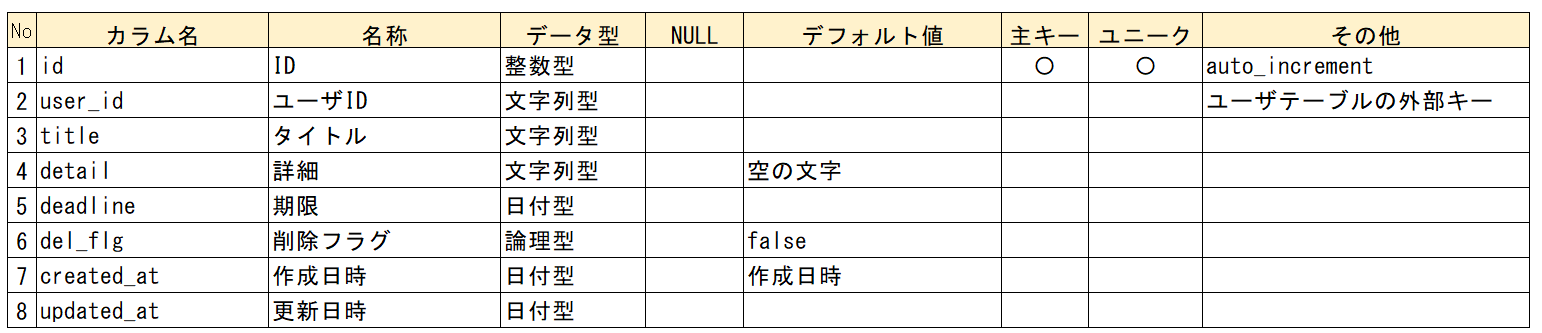 No カラム名 名称 データ型 NULL デフォルト値 主キー ユニーク その他
1 id ID 整数型 〇 〇 auto_increment
2 user_id ユーザID 文字列型 ユーザテーブルの外部キー
3 title タイトル 文字列型
4 detail 詳細 文字列型 空の文字
5 deadline 期限 日付型
6 del_flg 削除フラグ 論理型 false
7 created_at 作成日時 日付型 作成日時
8 updated_at 更新日時 日付型